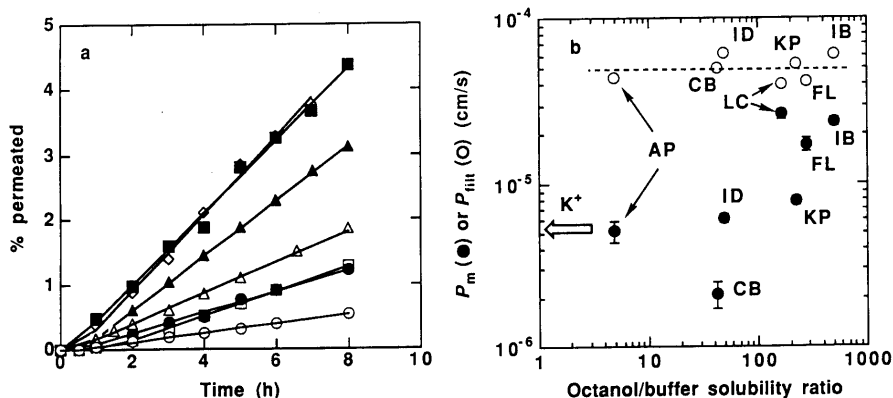 a
% permeated
5
4
3
2
1
0
0 2 4 6 8 10
Time (h)
b
Pm (●) or Pfilt (O) (cm/s)
10-4
10-5
10-6
ID
KP
IB
CB
LC
FL
AP
IB
FL
K+
ID
KP
CB
1 10 100 1000
Octanol/buffer solubility ratio